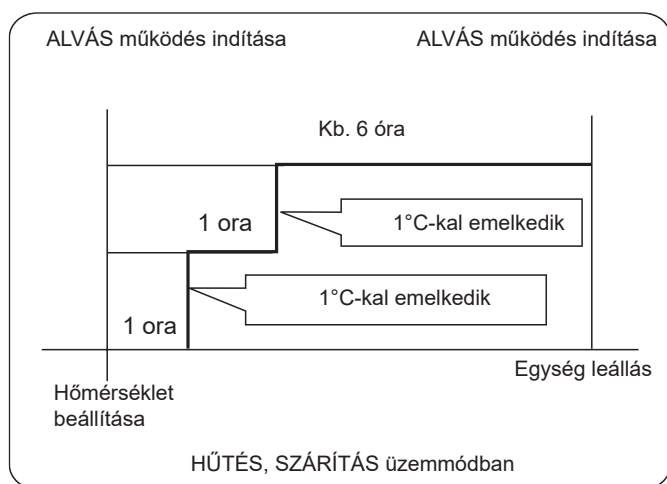 ALVÁS működés indítása
ALVÁS működés indítása
Kb. 6 óra
1 ora
1°C-kal emelkedik
1 ora
1°C-kal emelkedik
Egység leállás
Hőmérséklet
beállítása
HŰTÉS, SZÁRÍTÁS üzemmódban